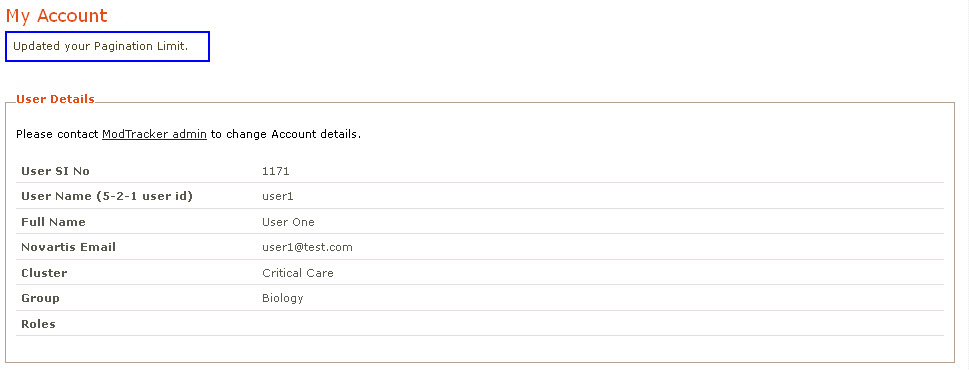 My Account
Updated your Pagination Limit.
User Details
Please contact ModTracker admin to change Account details.
User SI No 1171
User Name (5-2-1 user id) user1
Full Name User One
Novartis Email user1@test.com
Cluster Critical Care
Group Biology
Roles